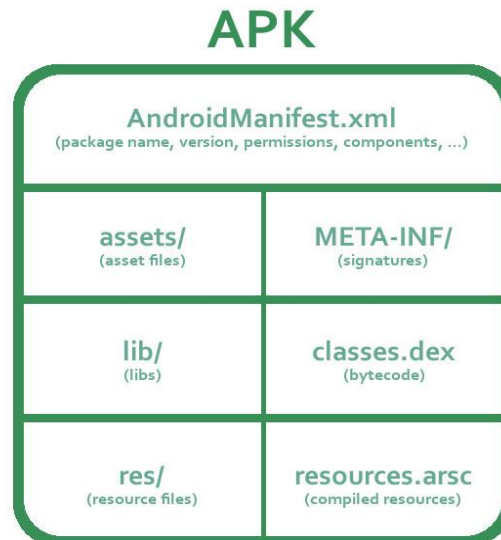 APK
AndroidManifest.xml
(package name, version, permissions, components, ...)
assets/
(asset files)
META-INF/
(signatures)
lib/
(libs)
classes.dex
(bytecode)
res/
(resource files)
resources.arsc
(compiled resources)